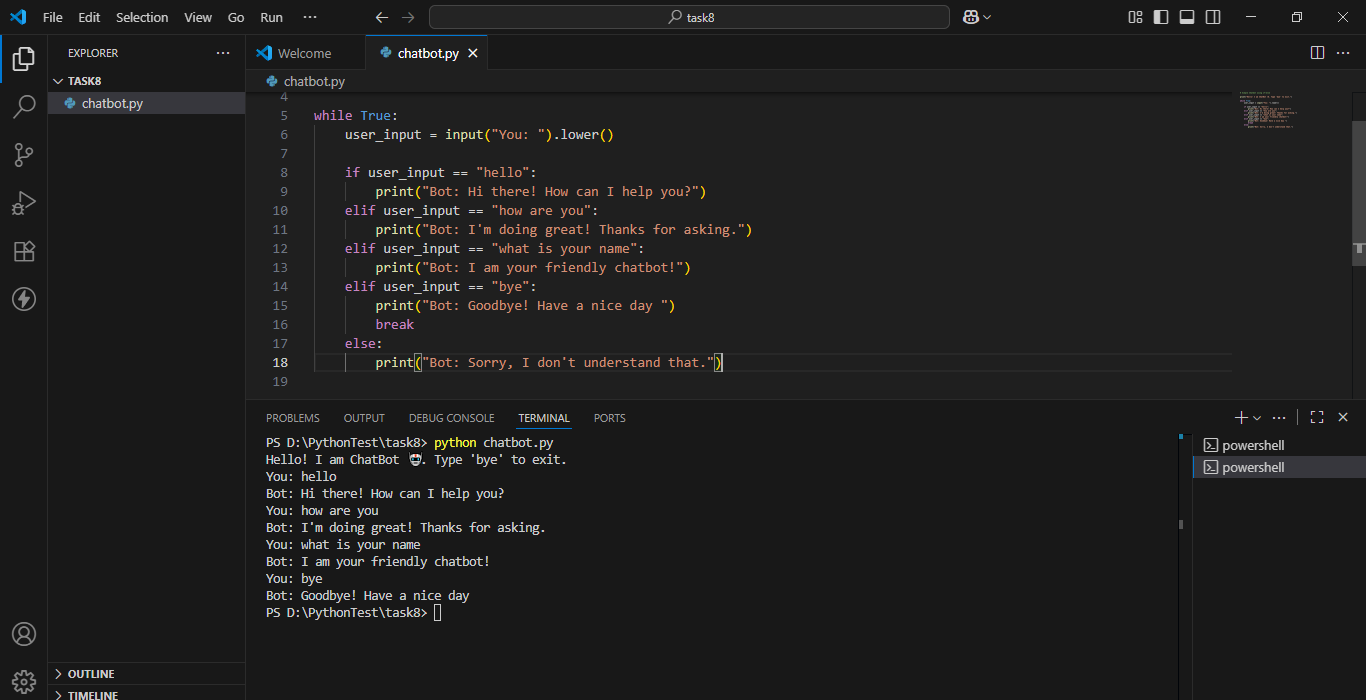 File Edit Selection View Go Run ···
task8
EXPLORER ···
TASK8
chatbot.py
OUTLINE
TIMELINE
Welcome
chatbot.py
chatbot.py
4
5 while True:
6 user_input = input("You: ").lower()
7
8 if user_input == "hello":
9 print("Bot: Hi there! How can I help you?")
10 elif user_input == "how are you":
11 print("Bot: I'm doing great! Thanks for asking.")
12 elif user_input == "what is your name":
13 print("Bot: I am your friendly chatbot!")
14 elif user_input == "bye":
15 print("Bot: Goodbye! Have a nice day ")
16 break
17 else:
18 print("Bot: Sorry, I don't understand that.")
19
PROBLEMS OUTPUT DEBUG CONSOLE TERMINAL PORTS
PS D:\PythonTest\task8> python chatbot.py
Hello! I am ChatBot 🤖. Type 'bye' to exit.
You: hello
Bot: Hi there! How can I help you?
You: how are you
Bot: I'm doing great! Thanks for asking.
You: what is your name
Bot: I am your friendly chatbot!
You: bye
Bot: Goodbye! Have a nice day
PS D:\PythonTest\task8>
powershell
powershell